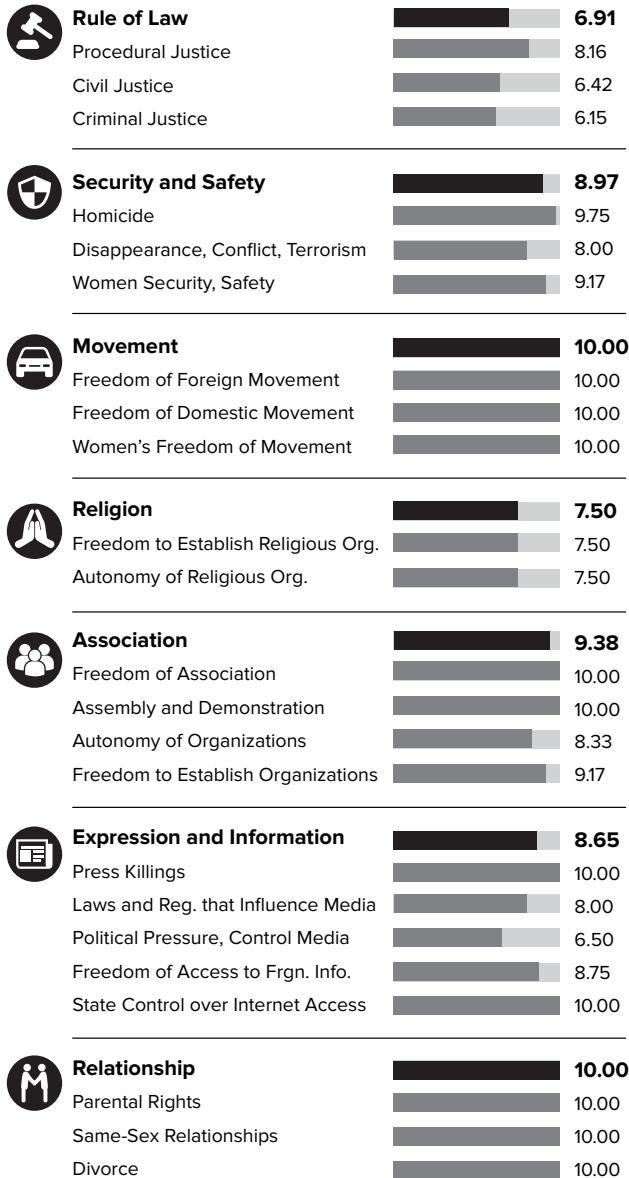 Rule of Law 6.91
Procedural Justice 8.16
Civil Justice 6.42
Criminal Justice 6.15
Security and Safety 8.97
Homicide 9.75
Disappearance, Conflict, Terrorism 8.00
Women Security, Safety 9.17
Movement 10.00
Freedom of Foreign Movement 10.00
Freedom of Domestic Movement 10.00
Women’s Freedom of Movement 10.00
Religion 7.50
Freedom to Establish Religious Org. 7.50
Autonomy of Religious Org. 7.50
Association 9.38
Freedom of Association 10.00
Assembly and Demonstration 10.00
Autonomy of Organizations 8.33
Freedom to Establish Organizations 9.17
Expression and Information 8.65
Press Killings 10.00
Laws and Reg. that Influence Media 8.00
Political Pressure, Control Media 6.50
Freedom of Access to Frgn. Info. 8.75
State Control over Internet Access 10.00
Relationship 10.00
Parental Rights 10.00
Same-Sex Relationships 10.00
Divorce 10.00